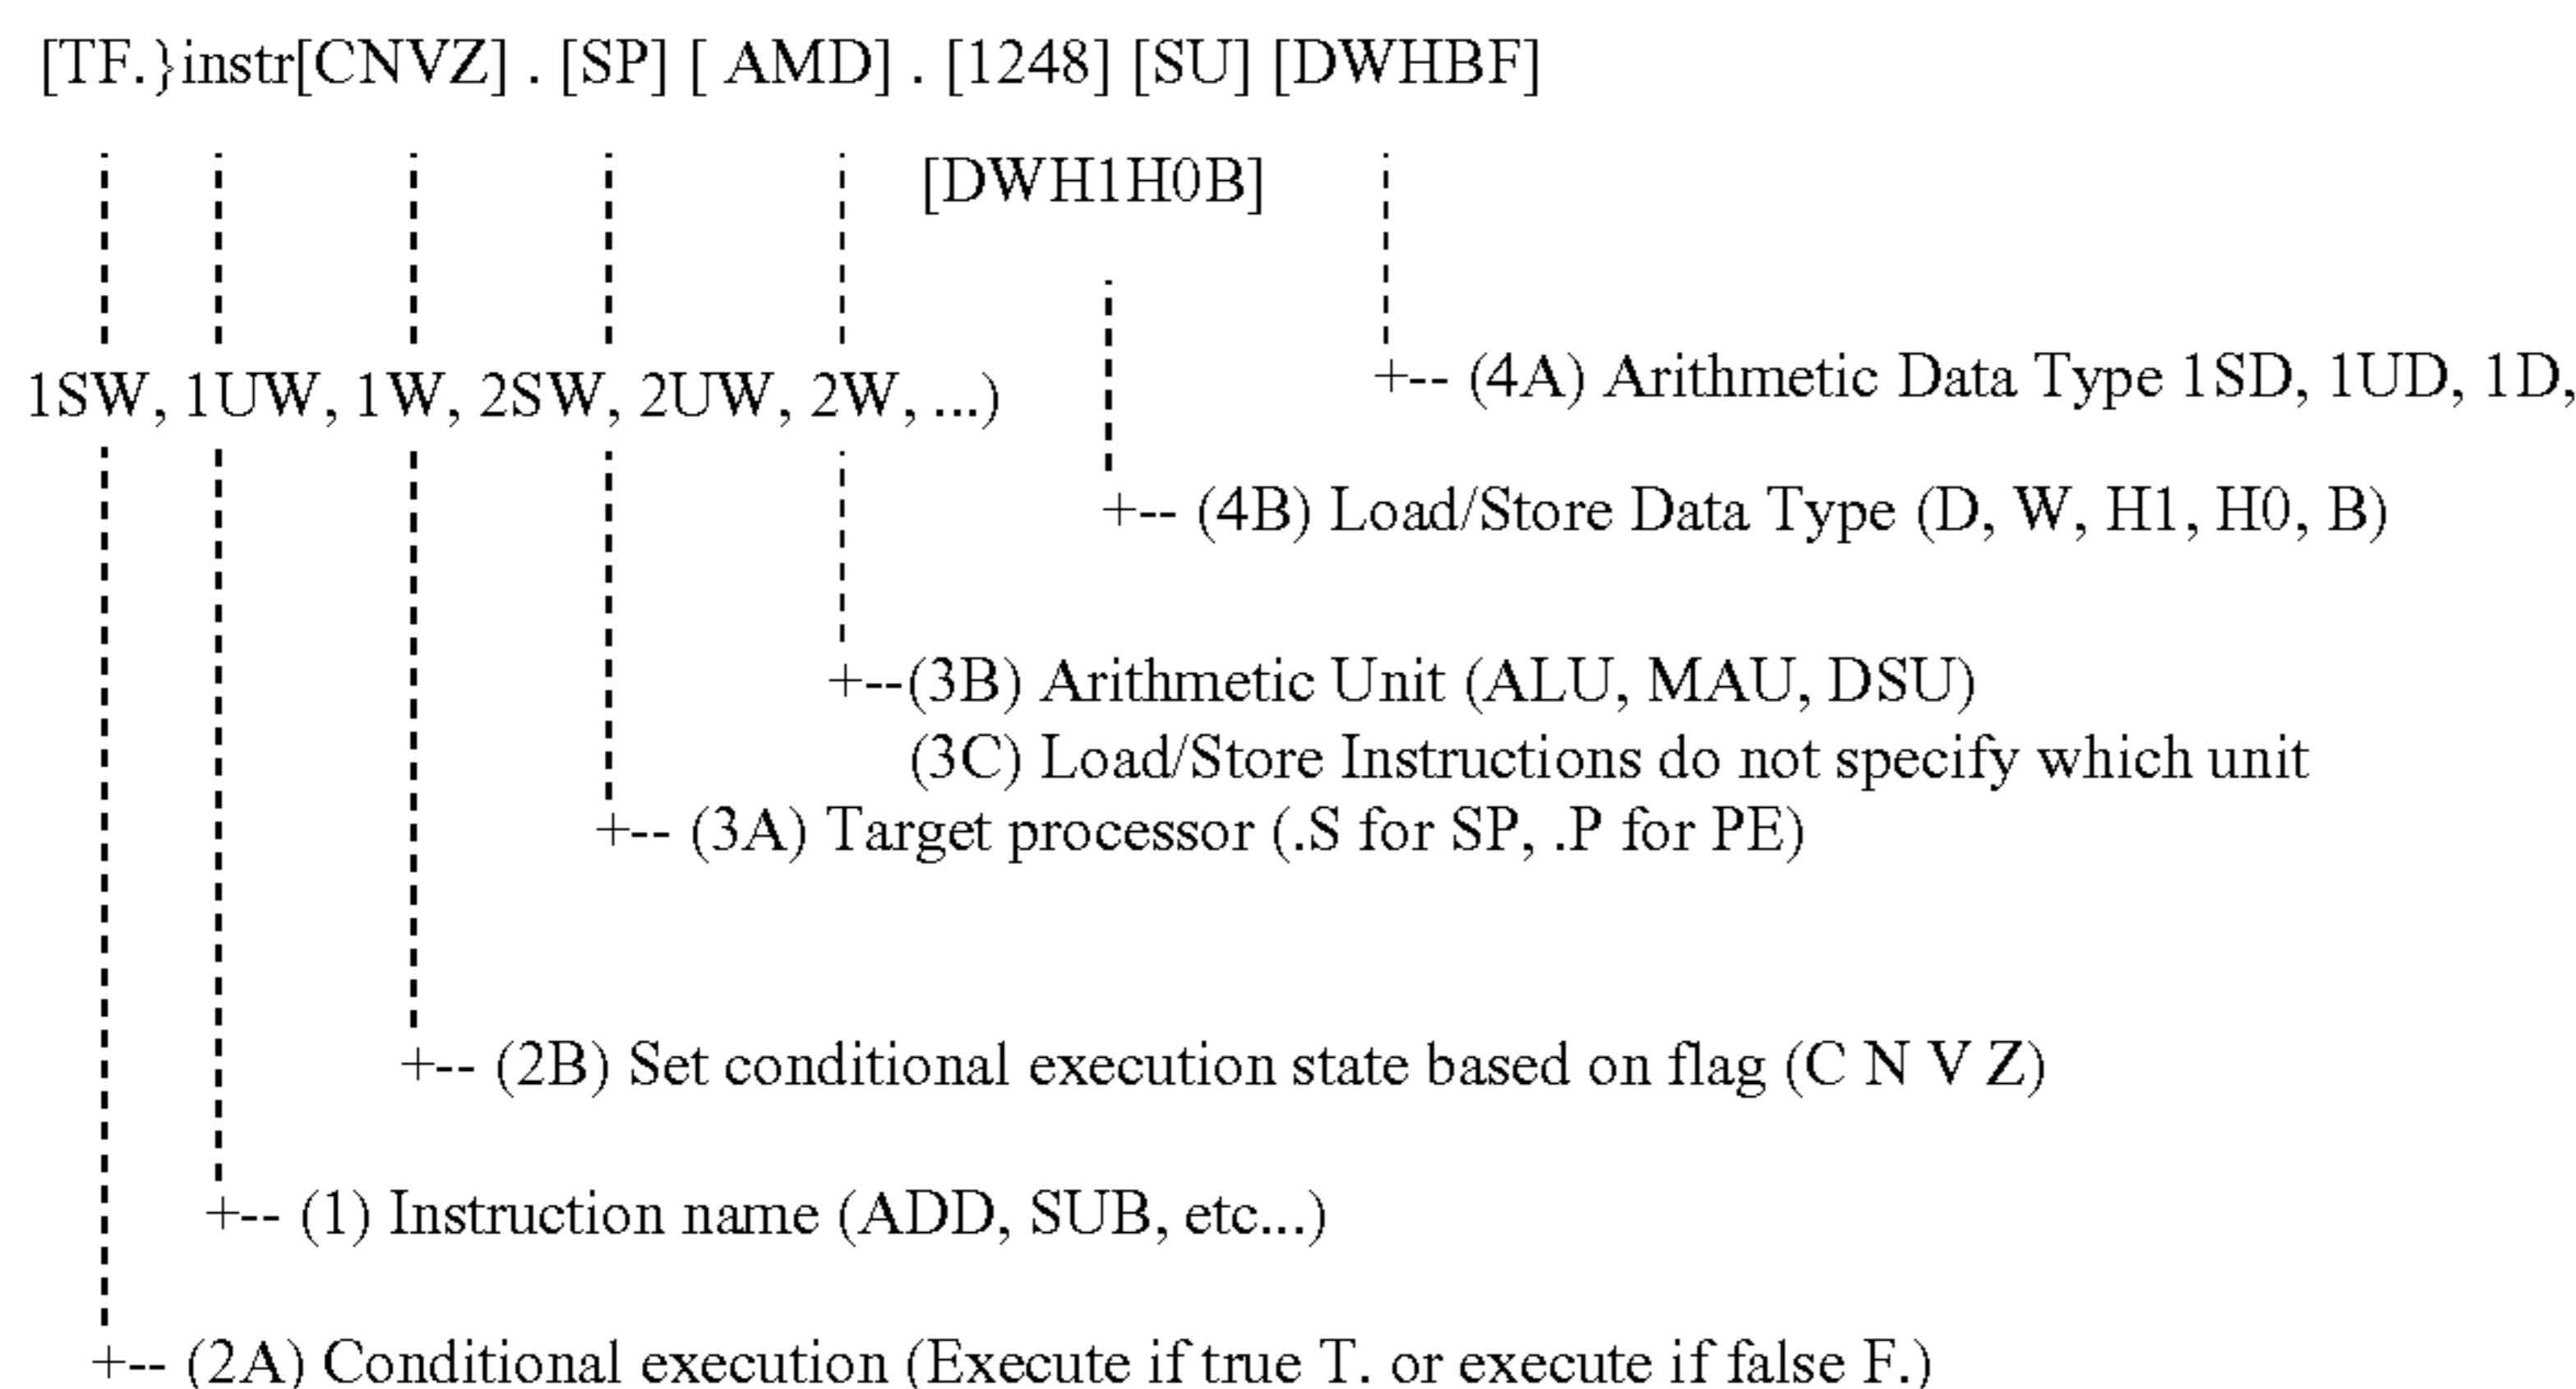 [TF.}instr[CNVZ] . [SP] [ AMD] . [1248] [SU] [DWHBF]
[DWH1H0B]
+-- (4A) Arithmetic Data Type 1SD, 1UD, 1D,
1SW, 1UW, 1W, 2SW, 2UW, 2W, ...)
+-- (4B) Load/Store Data Type (D, W, H1, H0, B)
+--(3B) Arithmetic Unit (ALU, MAU, DSU)
(3C) Load/Store Instructions do not specify which unit
+-- (3A) Target processor (.S for SP, .P for PE)
+-- (2B) Set conditional execution state based on flag (C N V Z)
+-- (1) Instruction name (ADD, SUB, etc...)
+-- (2A) Conditional execution (Execute if true T. or execute if false F.)